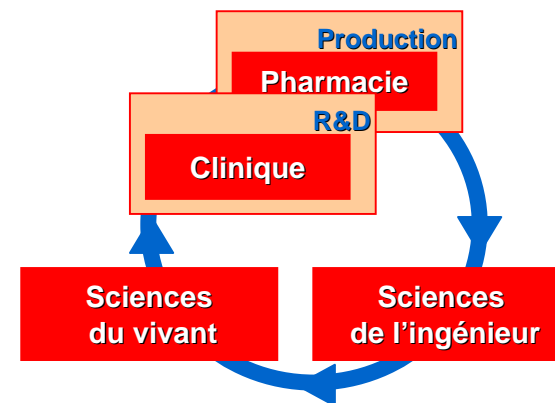 Production
Pharmacie
R&D
Clinique
Sciences
du vivant
Sciences
de l’ingénieur